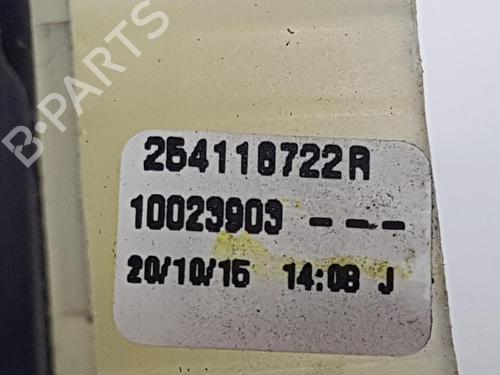 B-PARTS
254118722R
10023903 ---
20/10/15 14:08 J